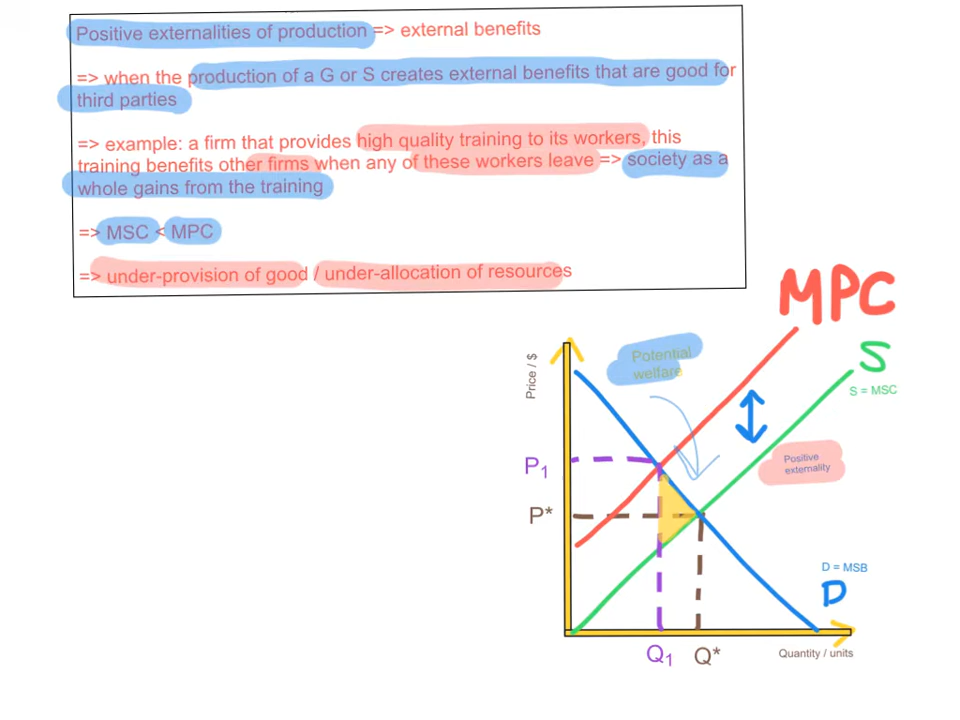 Positive externalities of production => external benefits
=> when the production of a G or S creates external benefits that are good for
third parties
=> example: a firm that provides high quality training to its workers, this
training benefits other firms when any of these workers leave => society as a
whole gains from the training
=> MSC < MPC
=> under-provision of good / under-allocation of resources
MPC
S
S = MSC
Potential
welfare
Price / $
Positive
externality
P1
P*
D = MSB
D
Q1 Q*
Quantity / units